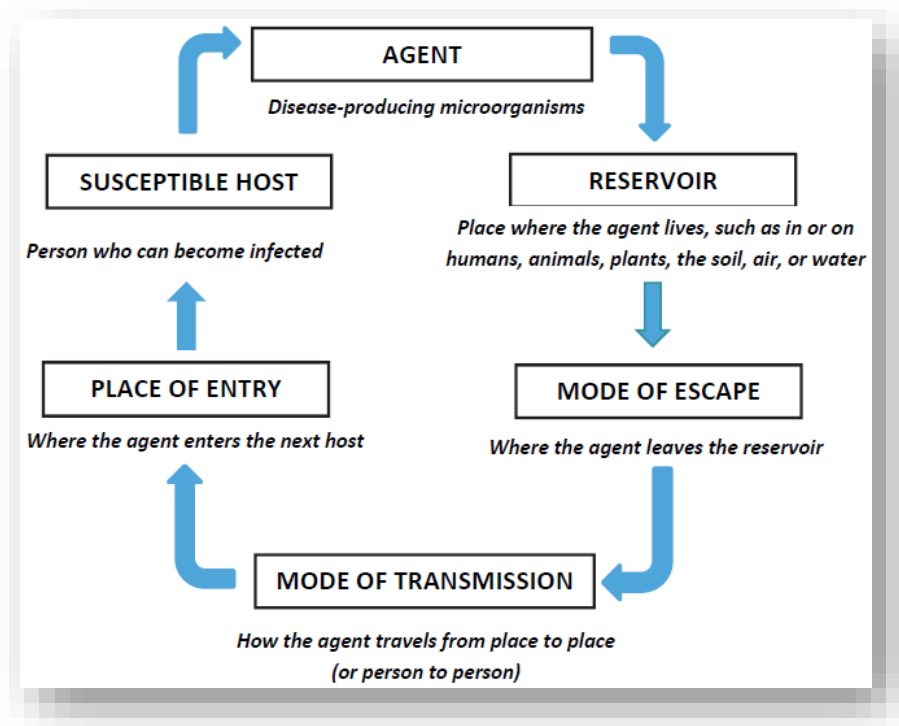 AGENT
Disease-producing microorganisms
RESERVOIR
Place where the agent lives, such as in or on
humans, animals, plants, the soil, air, or water
MODE OF ESCAPE
Where the agent leaves the reservoir
MODE OF TRANSMISSION
How the agent travels from place to place
(or person to person)
PLACE OF ENTRY
Where the agent enters the next host
SUSCEPTIBLE HOST
Person who can become infected